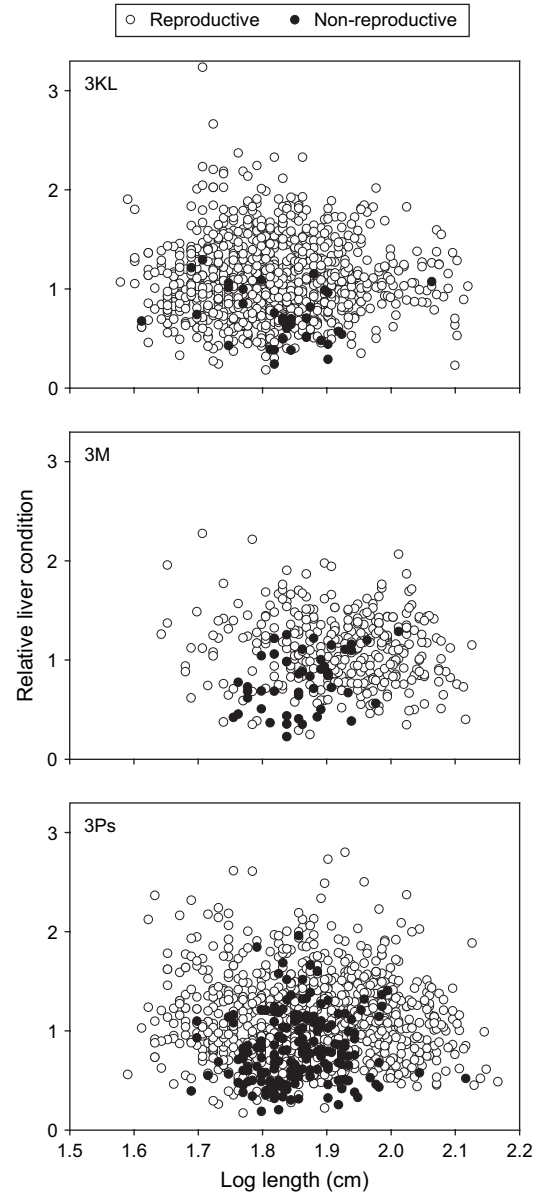 Reproductive Non-reproductive
3KL
3
2
1
0
3M
3
2
1
0
Relative liver condition
3Ps
3
2
1
0
1.5 1.6 1.7 1.8 1.9 2.0 2.1 2.2
Log length (cm)